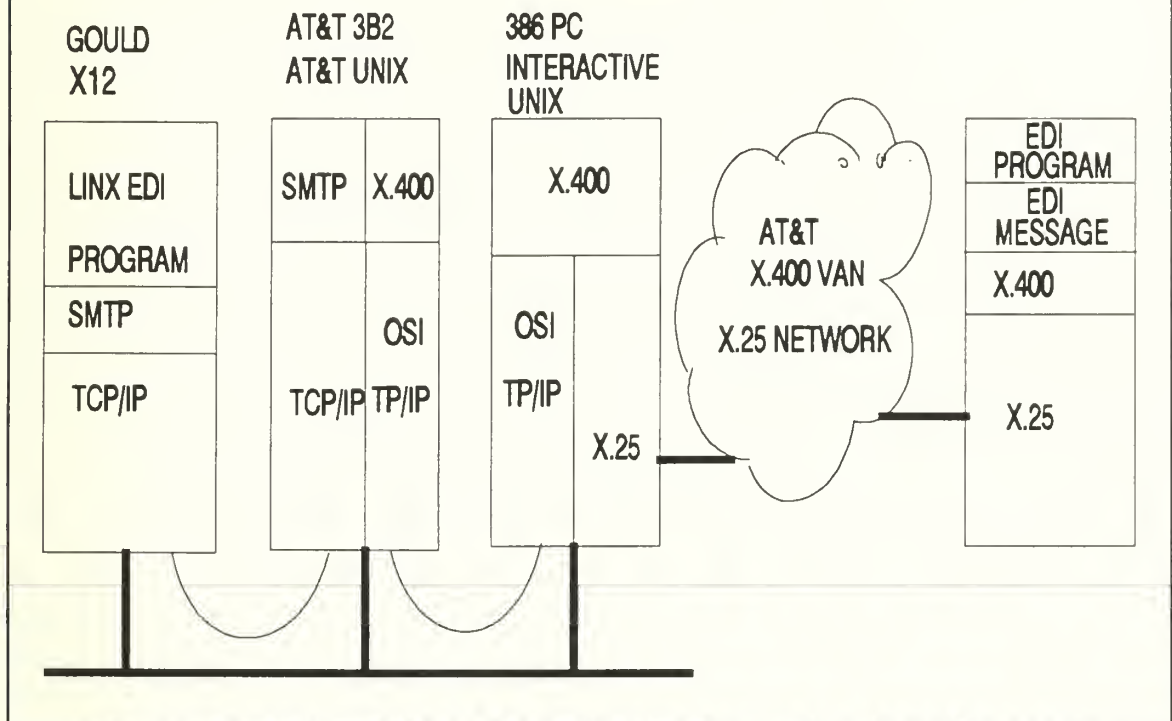 GOULD
X12
AT&T 3B2
AT&T UNIX
386 PC
INTERACTIVE
UNIX
LINX EDI
PROGRAM
SMTP
TCP/IP
SMTP
X.400
TCP/IP
OSI
TP/IP
X.400
OSI
TP/IP
X.25
AT&T
X.400 VAN
X.25 NETWORK
EDI
PROGRAM
EDI
MESSAGE
X.400
X.25